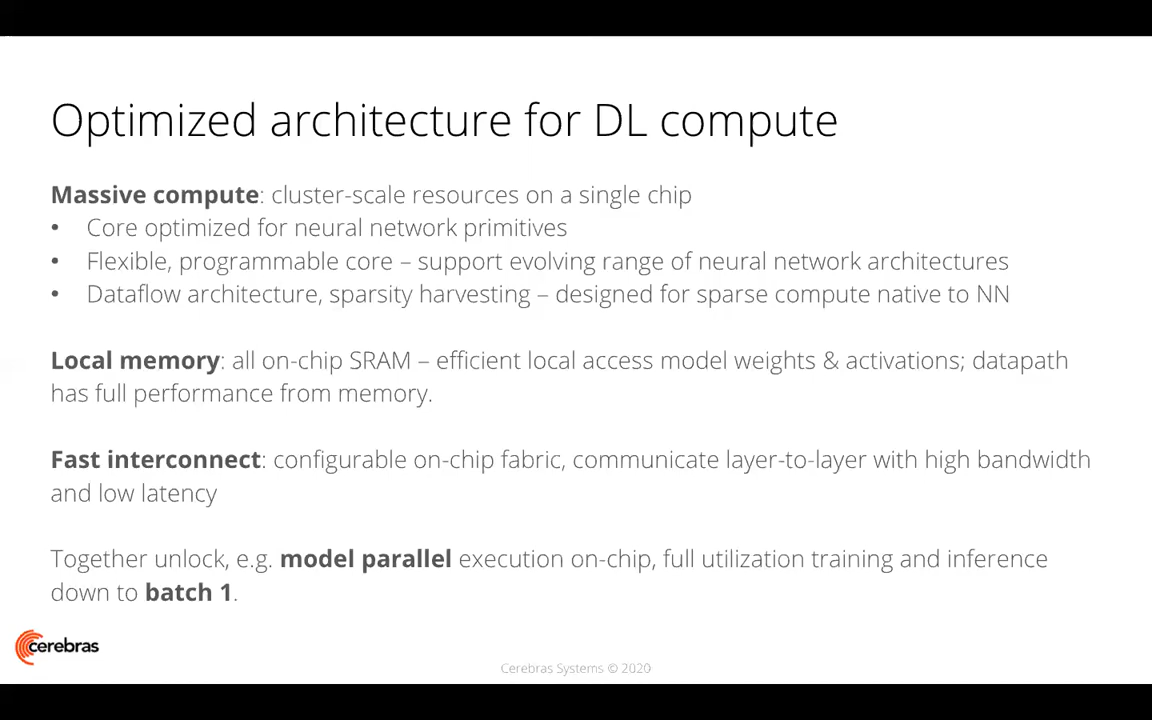 Optimized architecture for DL compute
Massive compute: cluster-scale resources on a single chip
• Core optimized for neural network primitives
• Flexible, programmable core – support evolving range of neural network architectures
• Dataflow architecture, sparsity harvesting – designed for sparse compute native to NN
Local memory: all on-chip SRAM – efficient local access model weights & activations; datapath
has full performance from memory.
Fast interconnect: configurable on-chip fabric, communicate layer-to-layer with high bandwidth
and low latency
Together unlock, e.g. model parallel execution on-chip, full utilization training and inference
down to batch 1.
cerebras
Cerebras Systems © 2020